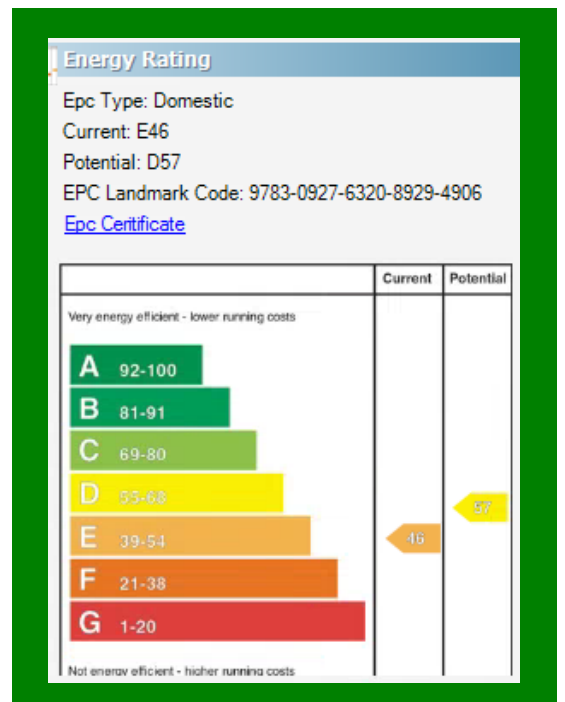 Energy Rating
Epc Type: Domestic
Current: E46
Potential: D57
EPC Landmark Code: 9783-0927-6320-8929-4906
Epc Ceritificate
Current Potential
Very energy efficient - lower running costs
A 92-100
B 81-91
C 69-80
D 55-68
57
E 39-54
46
F 21-38
G 1-20
Not energy efficient - higher running costs